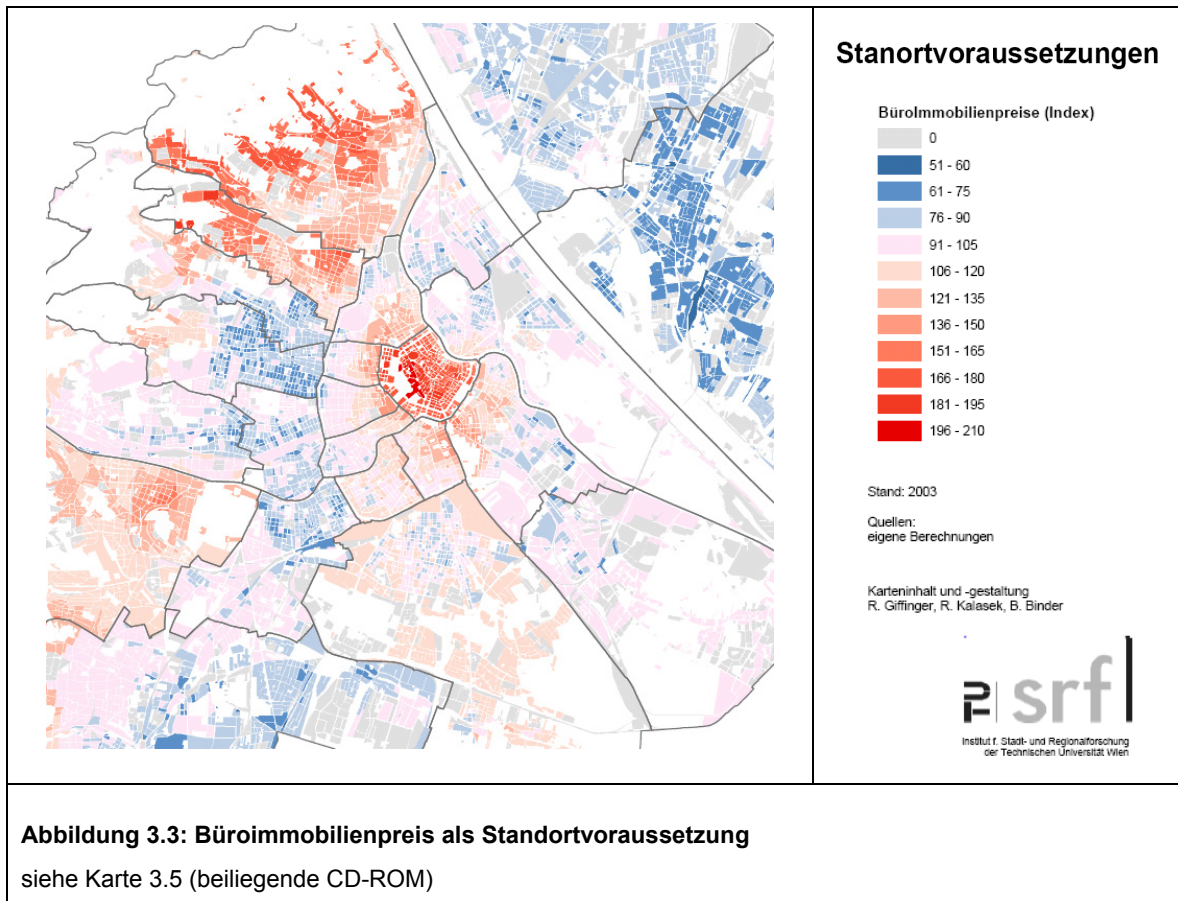 Stanortvoraussetzungen
BüroImmobilienpreise (Index)
0
51 - 60
61 - 75
76 - 90
91 - 105
106 - 120
121 - 135
136 - 150
151 - 165
166 - 180
181 - 195
196 - 210
Stand: 2003
Quellen:
eigene Berechnungen
Karteninhalt und -gestaltung
R. Giffinger, R. Kalasek, B. Binder
srf
Institut f. Stadt- und Regionalforschung
der Technischen Universität Wien
Abbildung 3.3: Büroimmobilienpreis als Standortvoraussetzung
siehe Karte 3.5 (beiliegende CD-ROM)